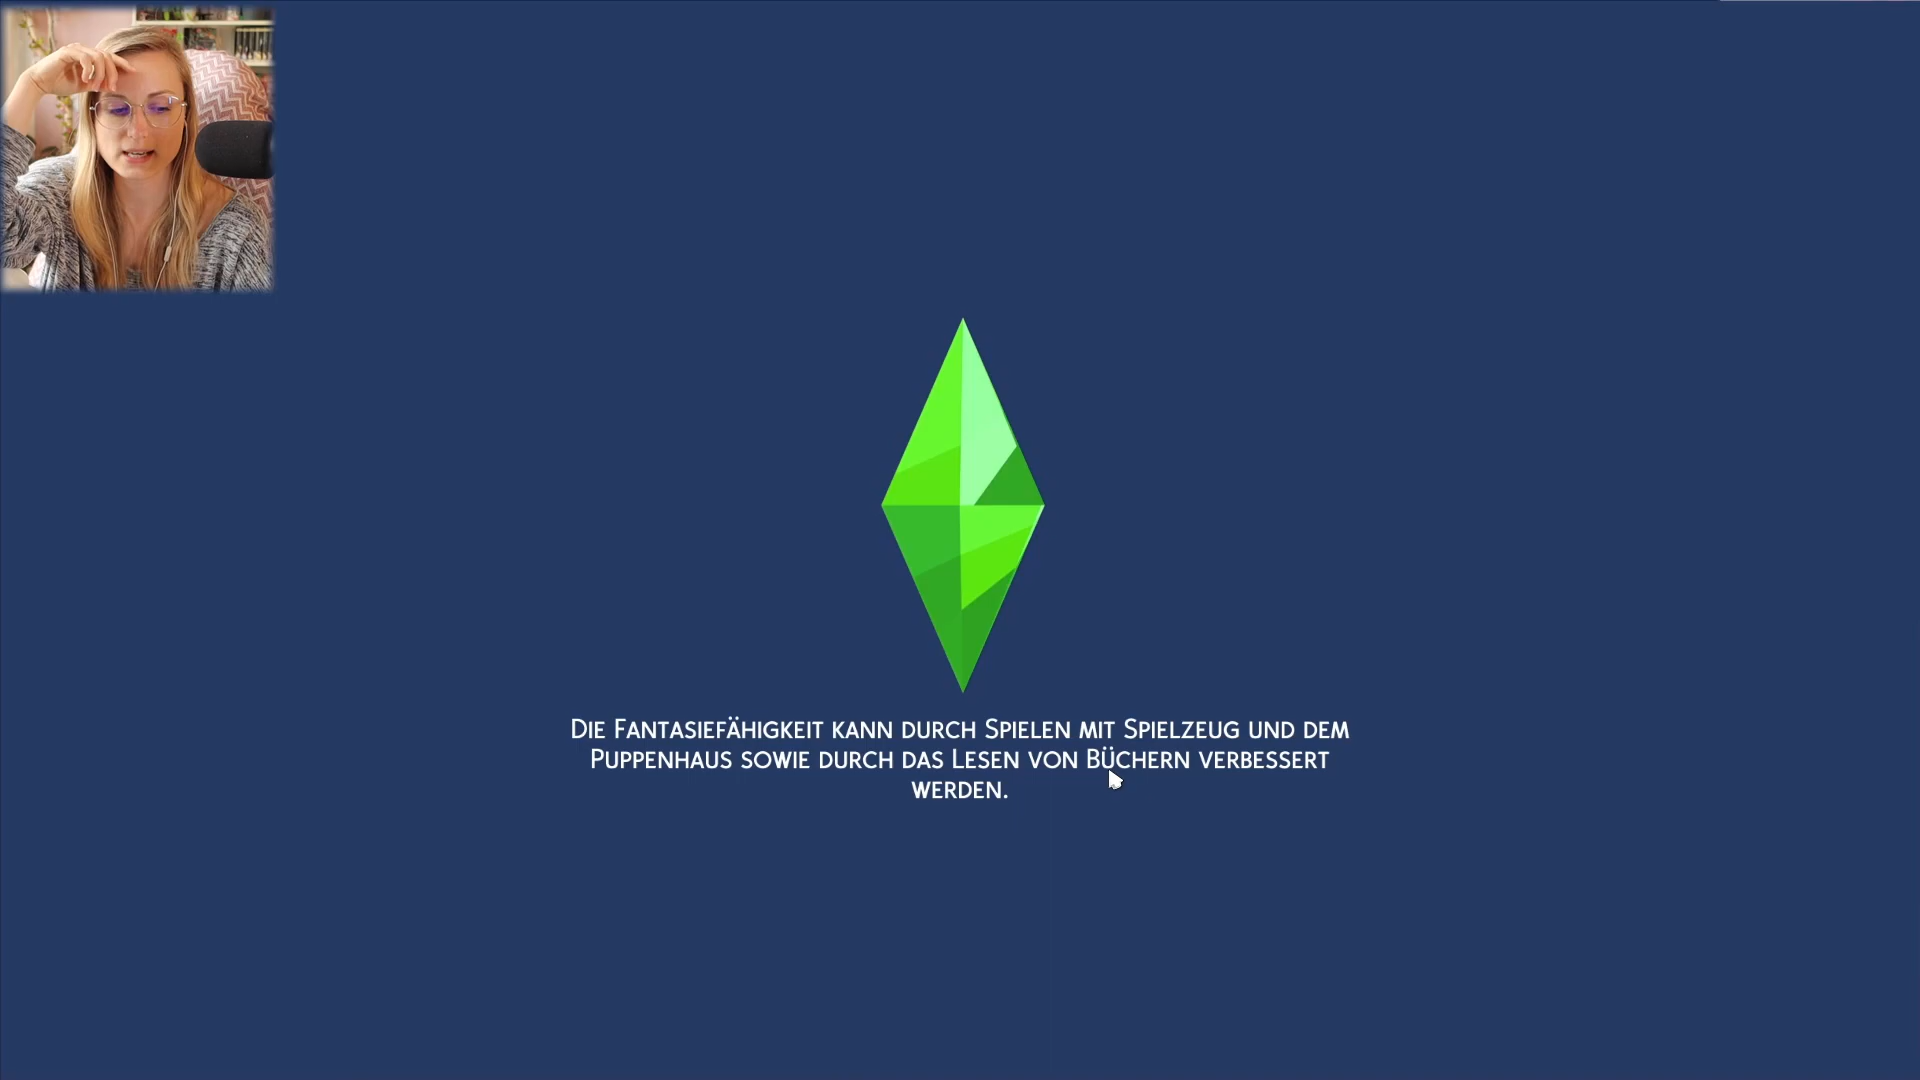 Die Fantasiefähigkeit kann durch Spielen mit Spielzeug und dem
Puppenhaus sowie durch das Lesen von Büchern verbessert
werden.